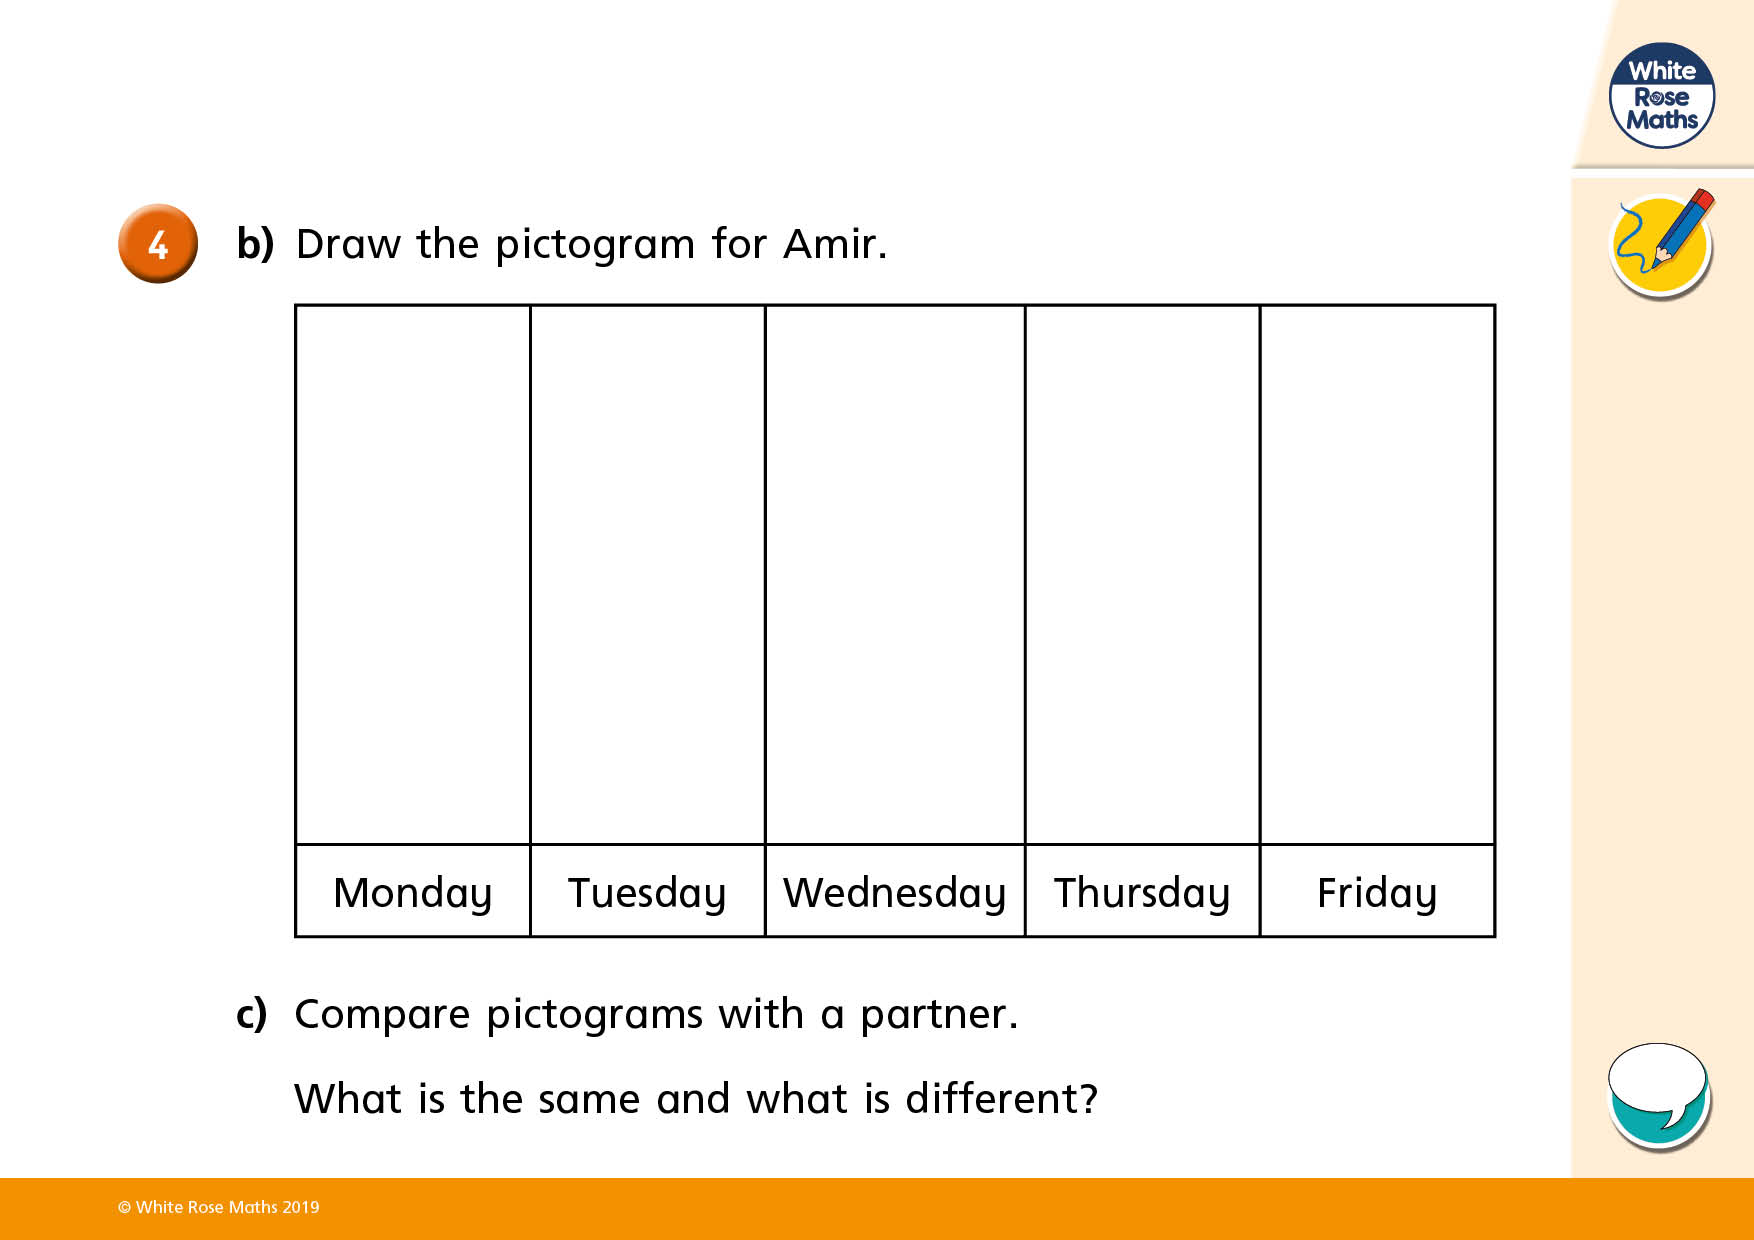 White
Rose
Maths
4 b) Draw the pictogram for Amir.
Monday Tuesday Wednesday Thursday Friday
c) Compare pictograms with a partner.
What is the same and what is different?
© White Rose Maths 2019